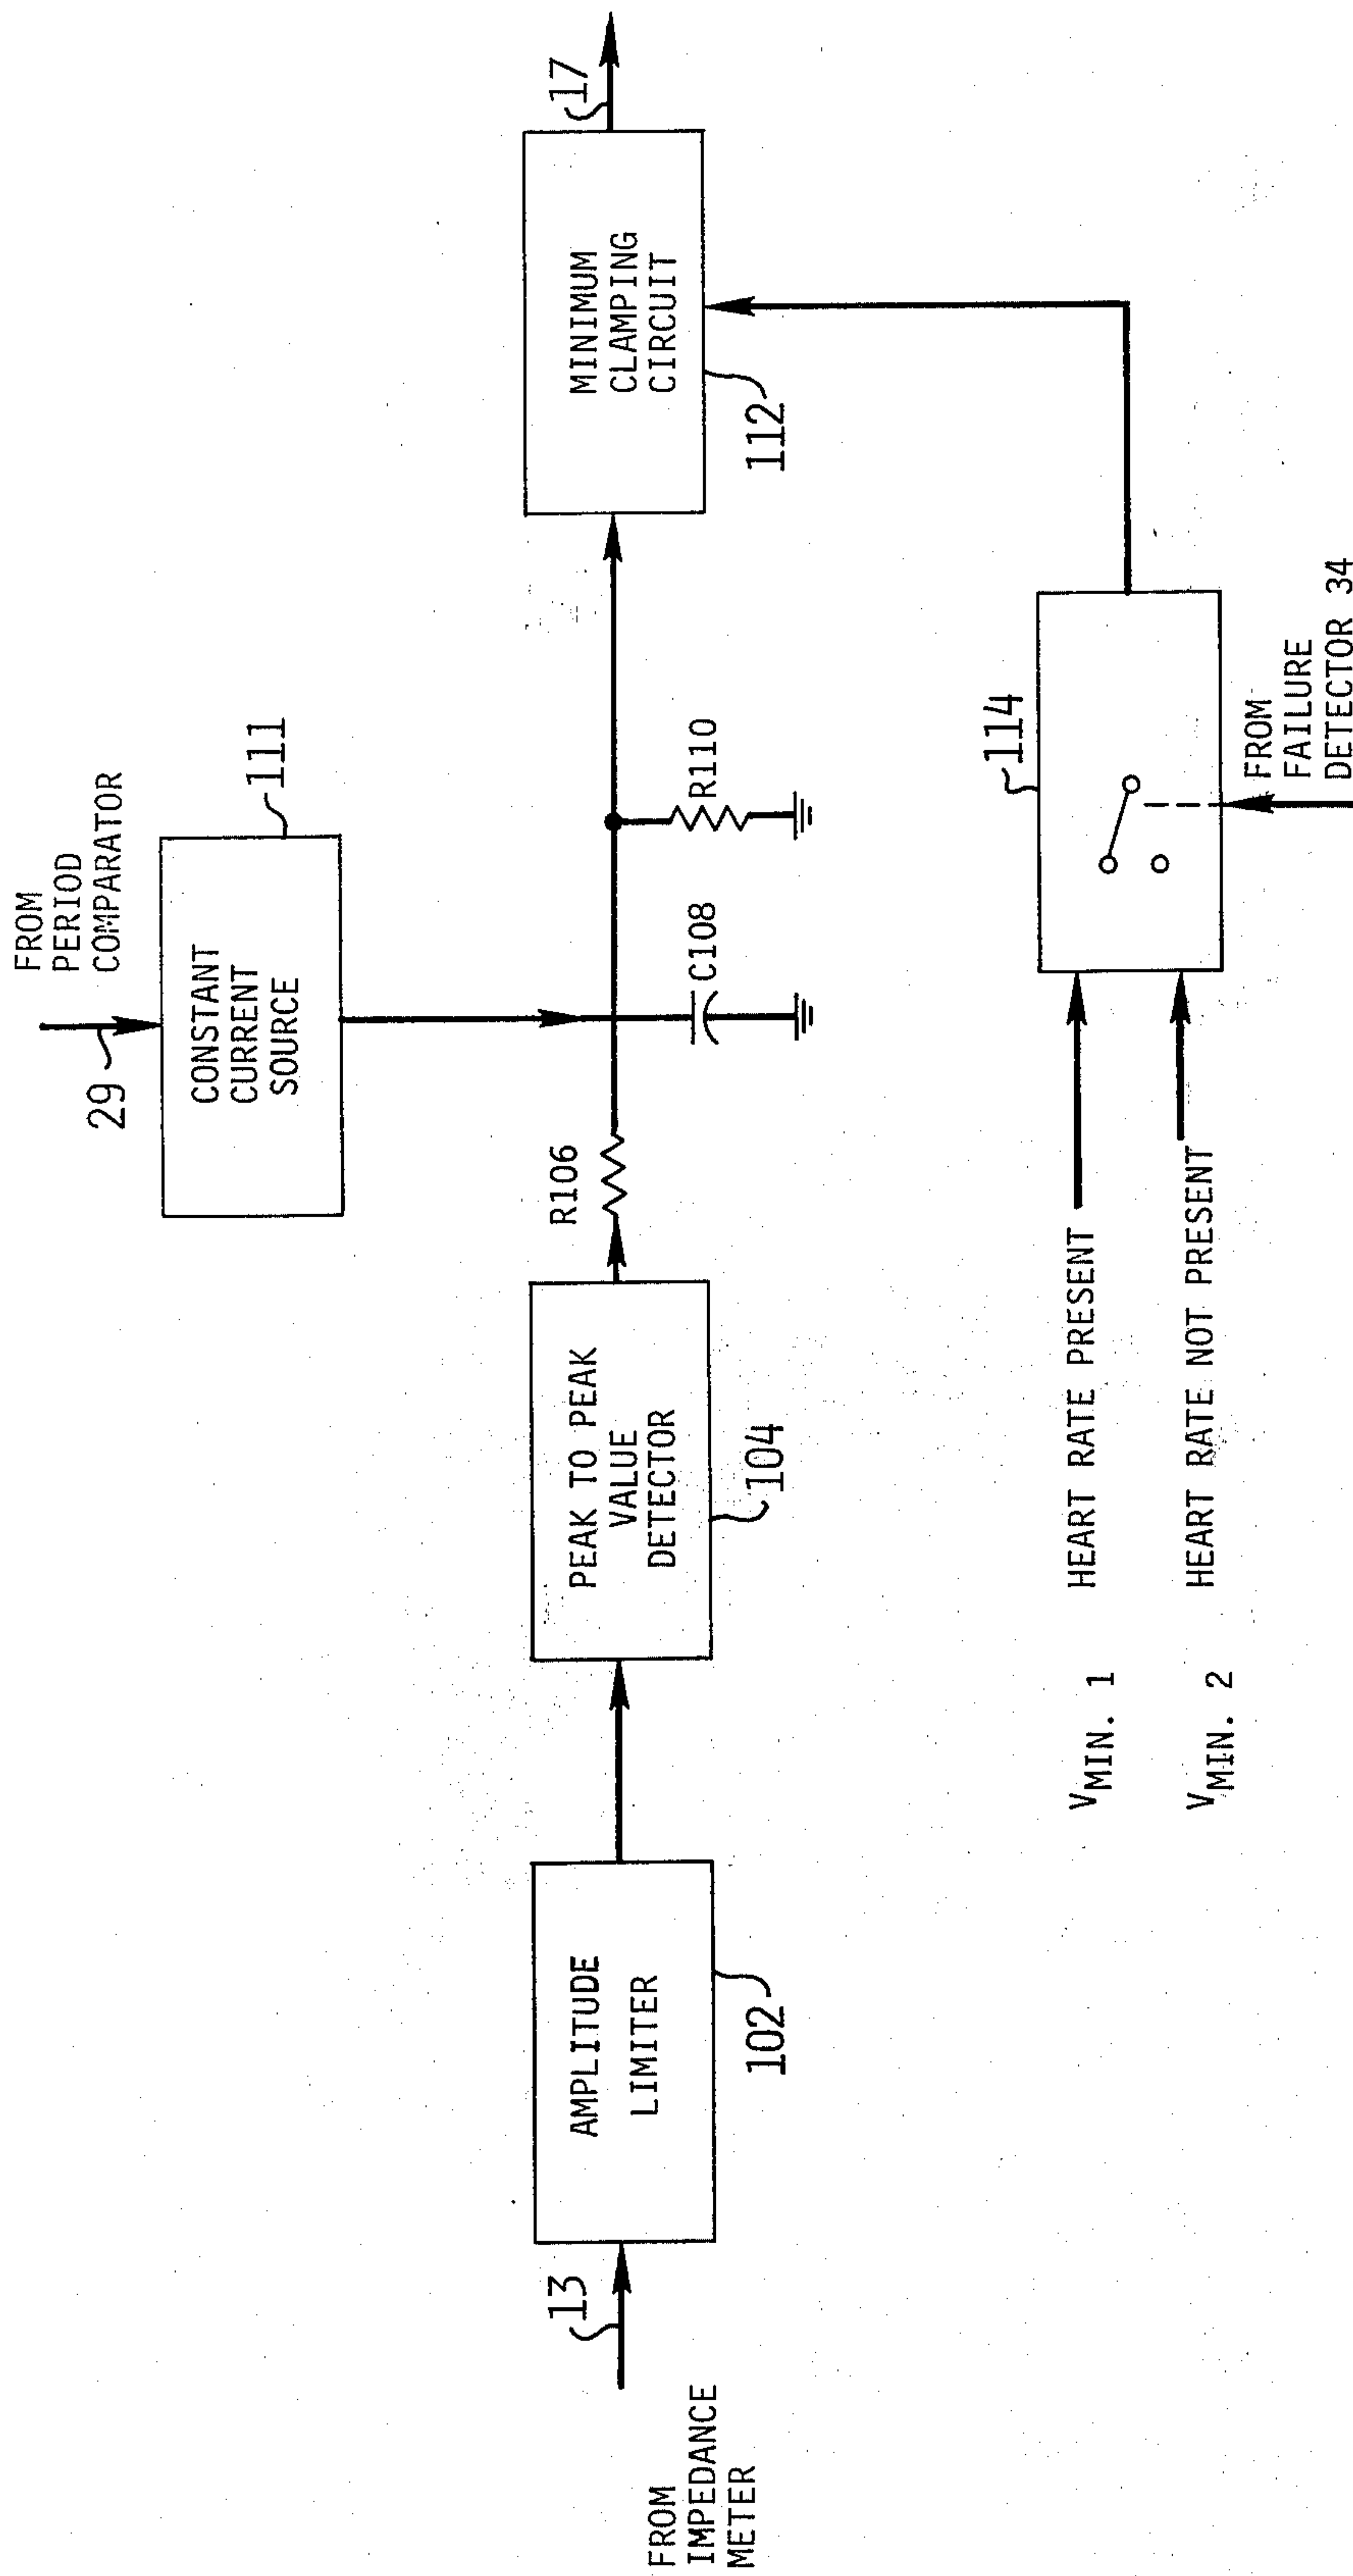 FROM
IMPEDANCE
METER
13
AMPLITUDE
LIMITER
102
PEAK TO PEAK
VALUE
DETECTOR
104
R106
FROM
PERIOD
COMPARATOR
29
CONSTANT
CURRENT
SOURCE
111
C108
R110
MINIMUM
CLAMPING
CIRCUIT
112
17
VMIN. 1 HEART RATE PRESENT
VMIN. 2 HEART RATE NOT PRESENT
114
FROM
FAILURE
DETECTOR 34